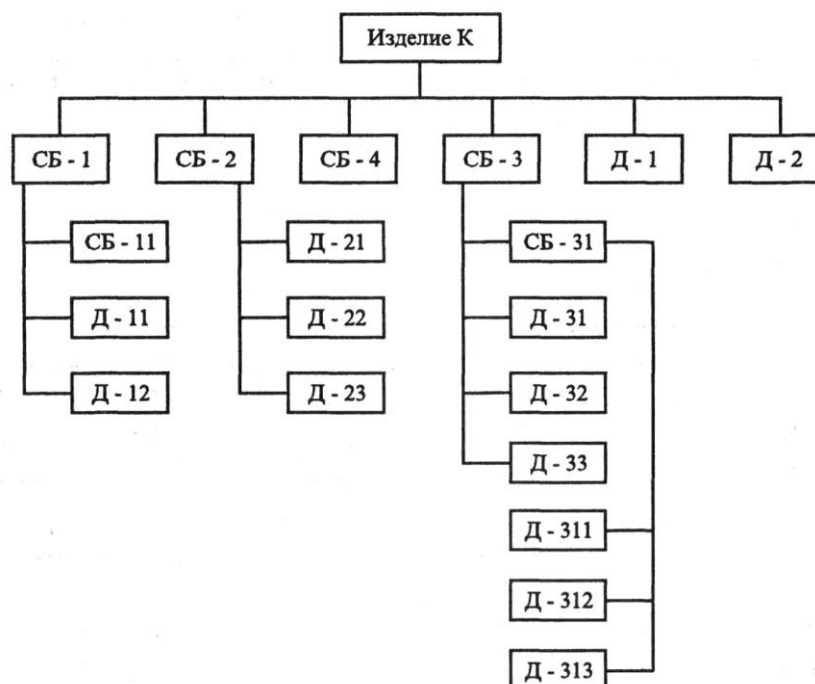 Изделие К
СБ - 1
СБ - 2
СБ - 4
СБ - 3
Д - 1
Д - 2
СБ - 11
Д - 21
СБ - 31
Д - 11
Д - 22
Д - 31
Д - 12
Д - 23
Д - 32
Д - 33
Д - 311
Д - 312
Д - 313